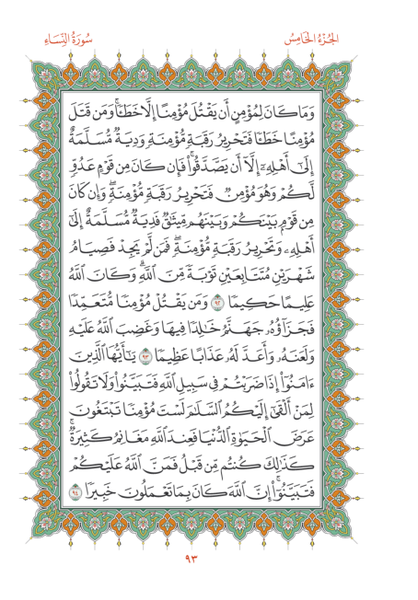 الجُزْءُ الخَامِسُ
سُورَةُ النِّسَاءِ
وَمَا كَانَ لِمُؤْمِنٍ أَن يَقْتُلَ مُؤْمِنًا إِلَّا خَطَـًٔا ۚ وَمَن قَتَلَ
مُؤْمِنًا خَطَـًٔا فَتَحْرِيرُ رَقَبَةٍ مُّؤْمِنَةٍ وَدِيَةٌ مُّسَلَّمَةٌ
إِلَىٰٓ أَهْلِهِۦٓ إِلَّآ أَن يَصَّدَّقُوا۟ ۚ فَإِن كَانَ مِن قَوْمٍ عَدُوٍّ
لَّكُمْ وَهُوَ مُؤْمِنٌ فَتَحْرِيرُ رَقَبَةٍ مُّؤْمِنَةٍ ۖ وَإِن كَانَ
مِن قَوْمٍۭ بَيْنَكُمْ وَبَيْنَهُم مِّيثَـٰقٌ فَدِيَةٌ مُّسَلَّمَةٌ إِلَىٰٓ
أَهْلِهِۦ وَتَحْرِيرُ رَقَبَةٍ مُّؤْمِنَةٍ ۖ فَمَن لَّمْ يَجِدْ فَصِيَامُ
شَهْرَيْنِ مُتَتَابِعَيْنِ تَوْبَةً مِّنَ ٱللَّهِ ۗ وَكَانَ ٱللَّهُ
عَلِيمًا حَكِيمًا ٩٢ وَمَن يَقْتُلْ مُؤْمِنًا مُّتَعَمِّدًا
فَجَزَآؤُهُۥ جَهَنَّمُ خَـٰلِدًا فِيهَا وَغَضِبَ ٱللَّهُ عَلَيْهِ
وَلَعَنَهُۥ وَأَعَدَّ لَهُۥ عَذَابًا عَظِيمًا ٩٣ يَـٰٓأَيُّهَا ٱلَّذِينَ
ءَامَنُوٓا۟ إِذَا ضَرَبْتُمْ فِى سَبِيلِ ٱللَّهِ فَتَبَيَّنُوا۟ وَلَا تَقُولُوا۟
لِمَنْ أَلْقَىٰٓ إِلَيْكُمُ ٱلسَّلَـٰمَ لَسْتَ مُؤْمِنًا تَبْتَغُونَ
عَرَضَ ٱلْحَيَوٰةِ ٱلدُّنْيَا فَعِندَ ٱللَّهِ مَغَانِمُ كَثِيرَةٌ ۚ
كَذَٰلِكَ كُنتُم مِّن قَبْلُ فَمَنَّ ٱللَّهُ عَلَيْكُمْ
فَتَبَيَّنُوٓا۟ ۚ إِنَّ ٱللَّهَ كَانَ بِمَا تَعْمَلُونَ خَبِيرًا ٩٤
٩٣